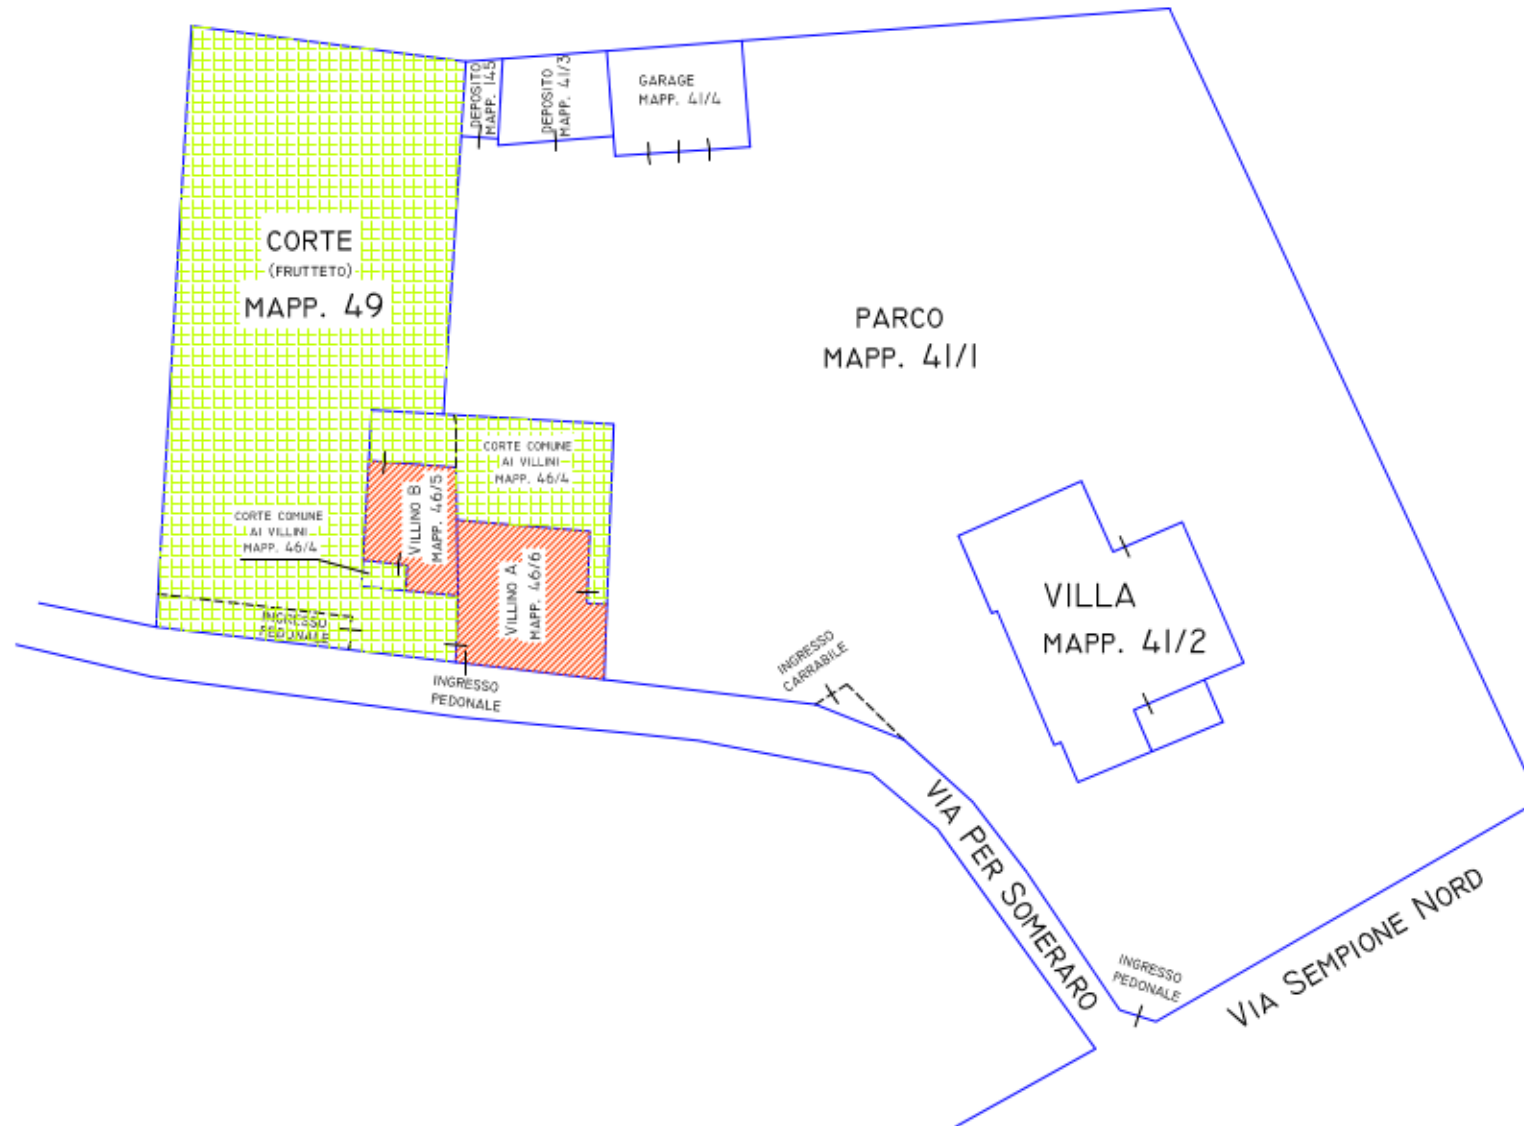 DEPOSITO
MAPP. 145
DEPOSITO
MAPP. 41/3
GARAGE
MAPP. 41/4
CORTE
(FRUTTETO)
MAPP. 49
PARCO
MAPP. 41/1
CORTE COMUNE
AI VILLINI
MAPP. 46/4
VILLINO B
MAPP. 46/5
CORTE COMUNE
AI VILLINI
MAPP. 46/4
VILLINO A
MAPP. 46/6
INGRESSO
PEDONALE
INGRESSO
PEDONALE
INGRESSO
CARRABILE
VILLA
MAPP. 41/2
VIA PER SOMERARO
INGRESSO
PEDONALE
VIA SEMPIONE NORD